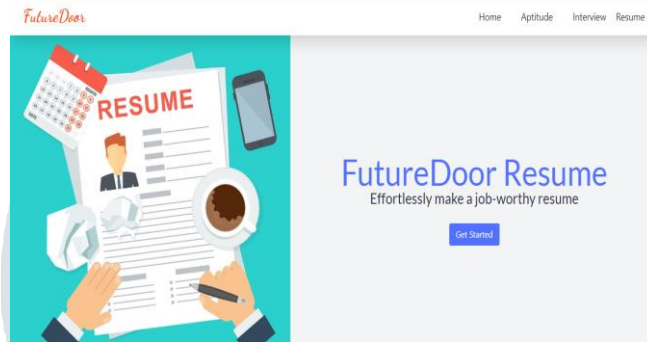 FutureDoor
Home Aptitude Interview Resume
RESUME
FutureDoor Resume
Effortlessly make a job-worthy resume
Get Started